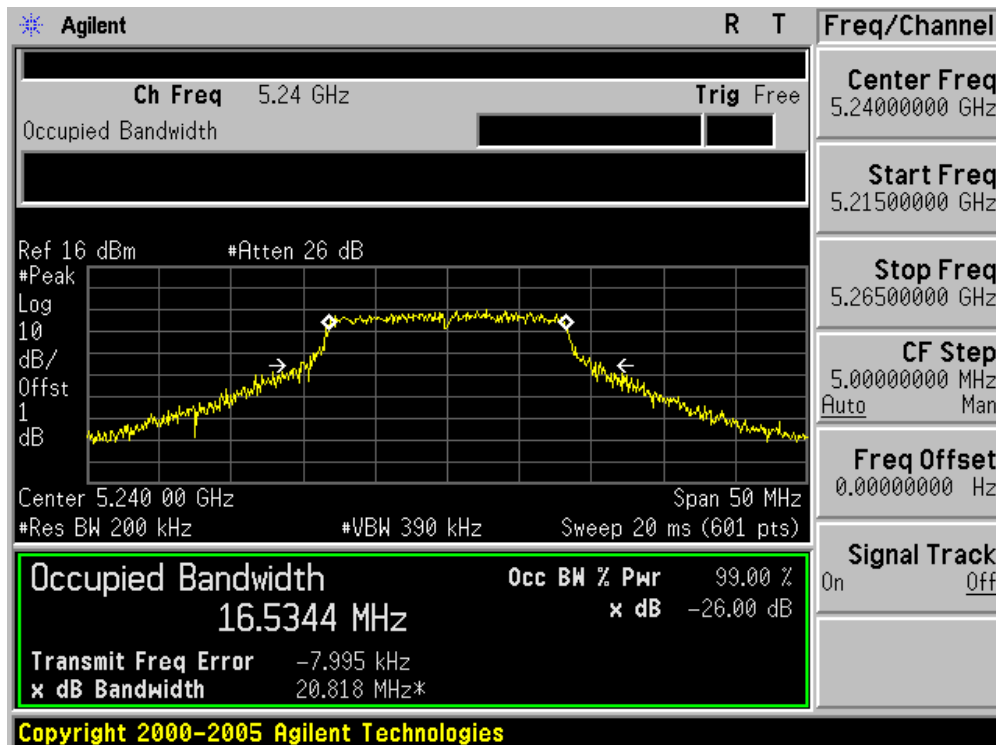 Agilent R T
Ch Freq 5.24 GHz Trig Free
Occupied Bandwidth
Ref 16 dBm #Atten 26 dB
#Peak
Log
10
dB/
Offst
1
dB
Center 5.240 00 GHz Span 50 MHz
#Res BW 200 kHz #VBW 390 kHz Sweep 20 ms (601 pts)
Occupied Bandwidth
16.5344 MHz
Occ BW % Pwr 99.00 %
x dB -26.00 dB
Transmit Freq Error -7.995 kHz
x dB Bandwidth 20.818 MHz*
Copyright 2000-2005 Agilent Technologies
Freq/Channel
Center Freq
5.24000000 GHz
Start Freq
5.21500000 GHz
Stop Freq
5.26500000 GHz
CF Step
5.00000000 MHz
Auto Man
Freq Offset
0.00000000 Hz
Signal Track
On Off